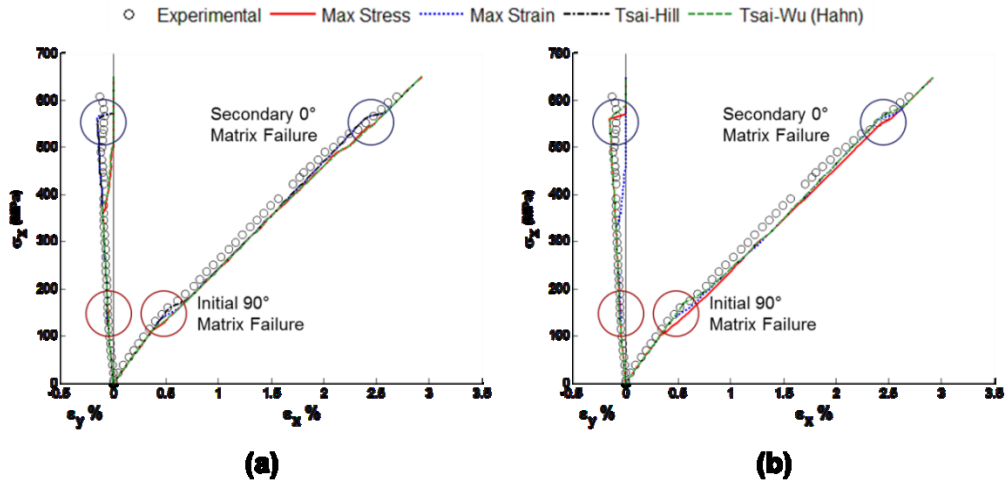 Experimental Max Stress Max Strain Tsai-Hill Tsai-Wu (Hahn)
700
600
500
400
300
200
100
0
σx (MPa)
Secondary 0°
Matrix Failure
Initial 90°
Matrix Failure
-0.5 0 0.5 1 1.5 2 2.5 3 3.5
εy % εx %
(a)
700
600
500
400
300
200
100
0
σx (MPa)
Secondary 0°
Matrix Failure
Initial 90°
Matrix Failure
-0.5 0 0.5 1 1.5 2 2.5 3 3.5
εy % εx %
(b)